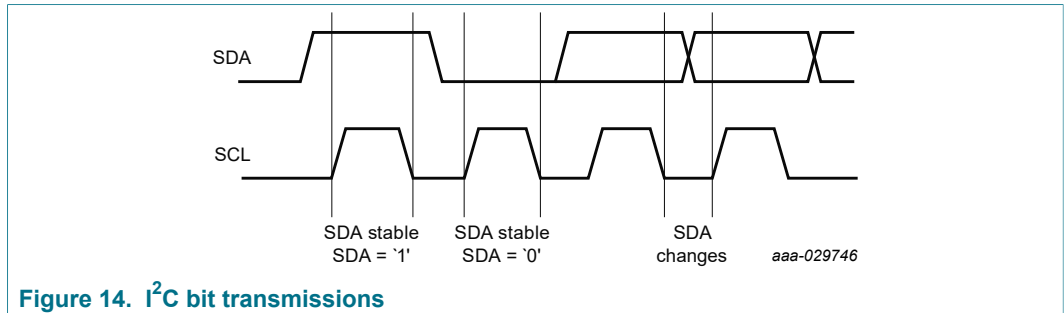 SDA
SCL
SDA stable
SDA = `1'
SDA stable
SDA = `0'
SDA
changes
aaa-029746
Figure 14. I²C bit transmissions